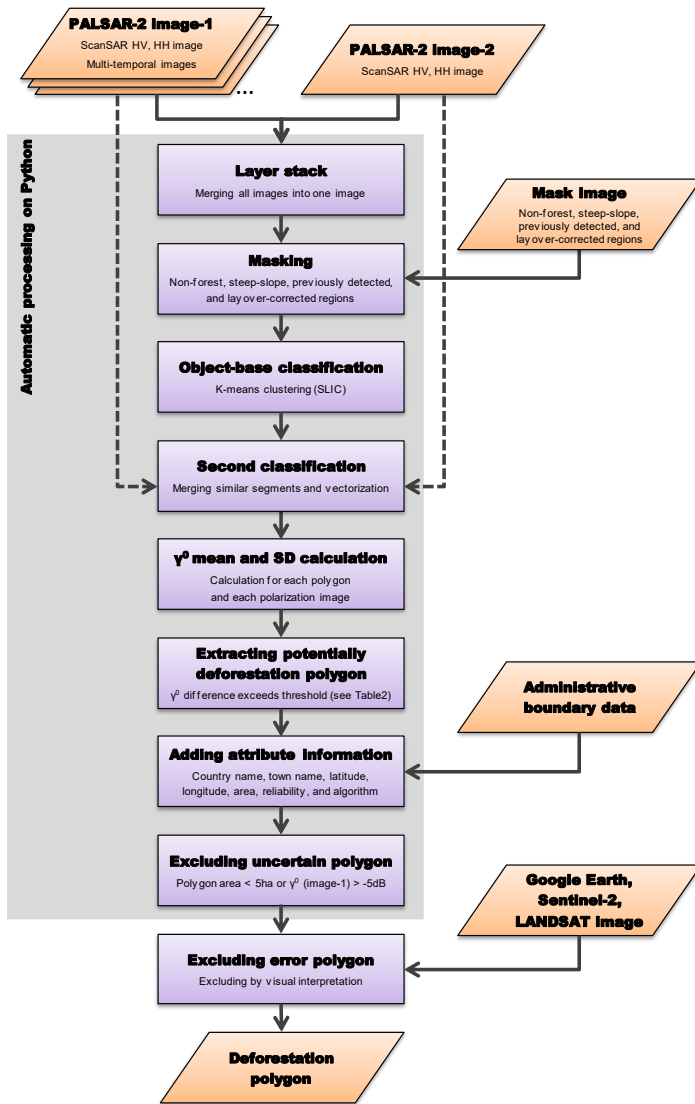 PALSAR-2 Image-1
ScanSAR HV, HH image
Multi-temporal images
...
PALSAR-2 Image-2
ScanSAR HV, HH image
Automatic processing on Python
Layer stack
Merging all images into one image
Mask Image
Non-forest, steep-slope,
previously detected, and
layover-corrected regions
Masking
Non-forest, steep-slope, previously detected,
and layover-corrected regions
Object-base classification
K-means clustering (SLIC)
Second classification
Merging similar segments and vectorization
γ⁰ mean and SD calculation
Calculation for each polygon
and each polarization image
Extracting potentially
deforestation polygon
γ⁰ difference exceeds threshold (see Table2)
Administrative
boundary data
Adding attribute information
Country name, town name, latitude,
longitude, area, reliability, and algorithm
Excluding uncertain polygon
Polygon area < 5ha or γ⁰ (image-1) > -5dB
Google Earth,
Sentinel-2,
LANDSAT image
Excluding error polygon
Excluding by visual interpretation
Deforestation
polygon